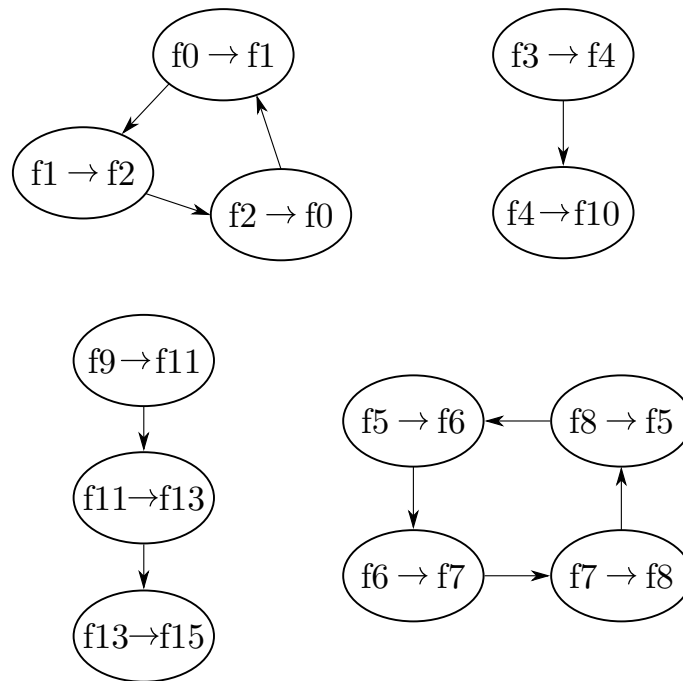 f0 → f1
f3 → f4
f1 → f2
f2 → f0
f4→f10
f9→f11
f11→f13
f13→f15
f5 → f6
f8 → f5
f6 → f7
f7 → f8